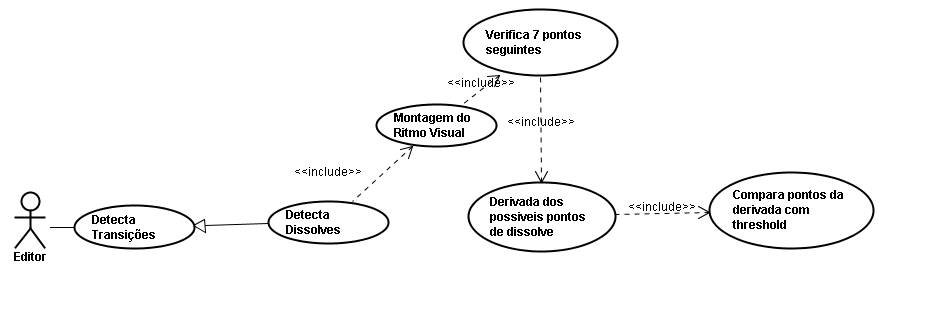 Verifica 7 pontos
seguintes
<<include>>
Montagem do
Ritmo Visual
<<include>>
<<include>>
Editor
Detecta
Transições
Detecta
Dissolves
Derivada dos
possiveis pontos
de dissolve
<<include>>
Compara pontos da
derivada com
threshold